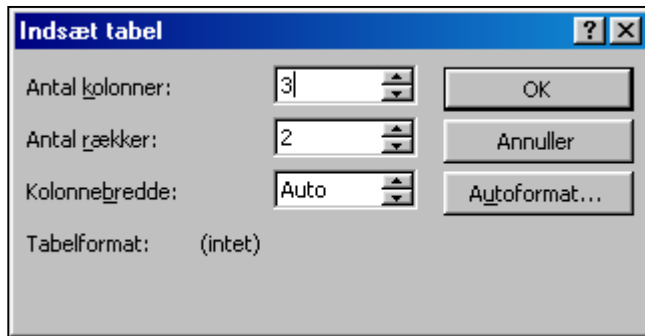 Indsæt tabel
Antal kolonner: 3 OK
Antal rækker: 2 Annuller
Kolonnebredde: Auto Autoformat...
Tabelformat: (intet)